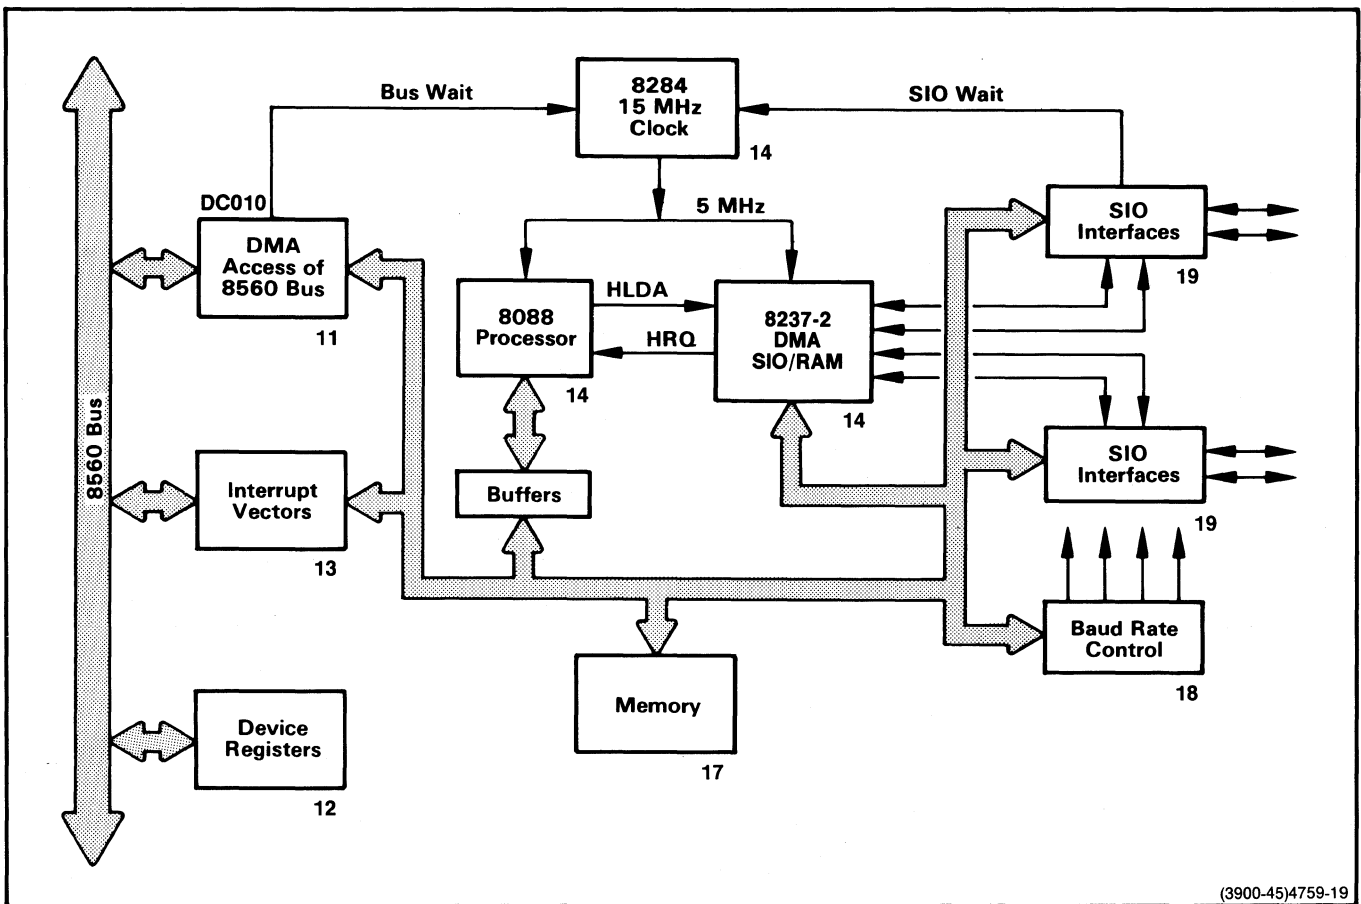 8284
15 MHz
Clock
14
Bus Wait
SIO Wait
DC010
DMA
Access of
8560 Bus
11
5 MHz
SIO
Interfaces
19
8088
Processor
14
HLDA
HRQ
8237-2
DMA
SIO/RAM
14
8560 Bus
Interrupt
Vectors
13
Buffers
SIO
Interfaces
19
Baud Rate
Control
18
Memory
17
Device
Registers
12
(3900-45)4759-19